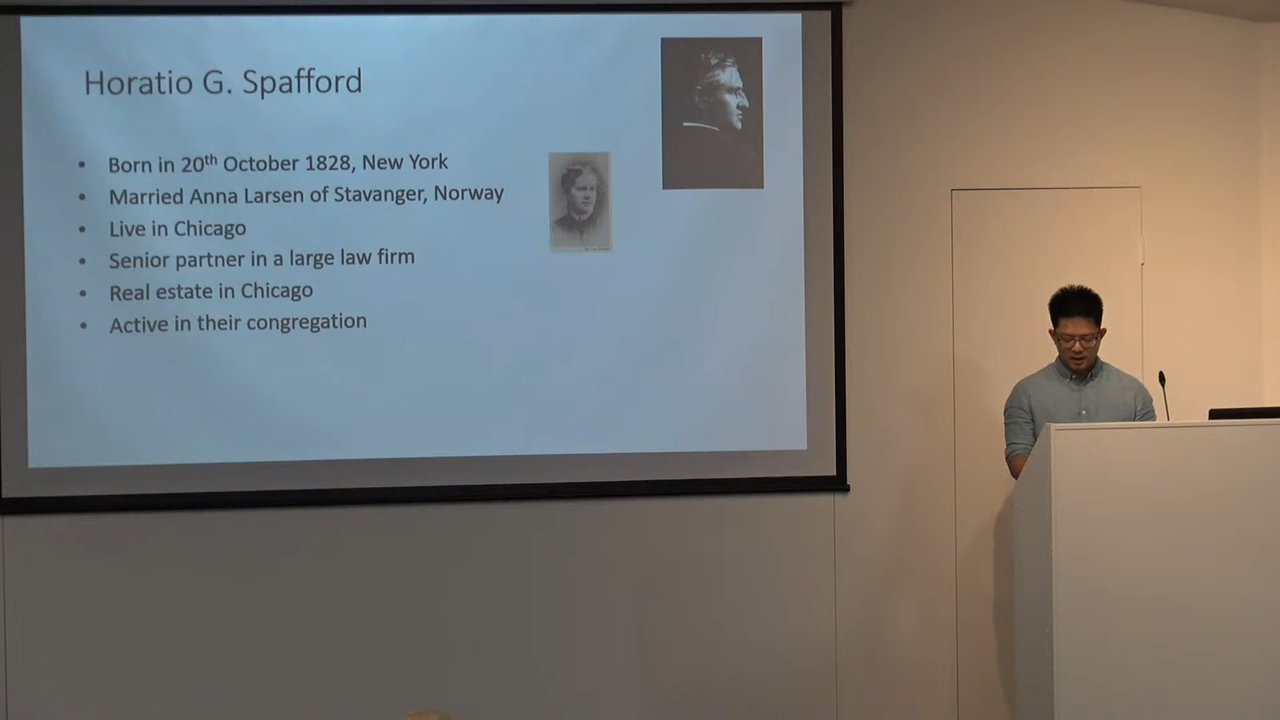 Horatio G. Spafford
• Born in 20th October 1828, New York
• Married Anna Larsen of Stavanger, Norway
• Live in Chicago
• Senior partner in a large law firm
• Real estate in Chicago
• Active in their congregation